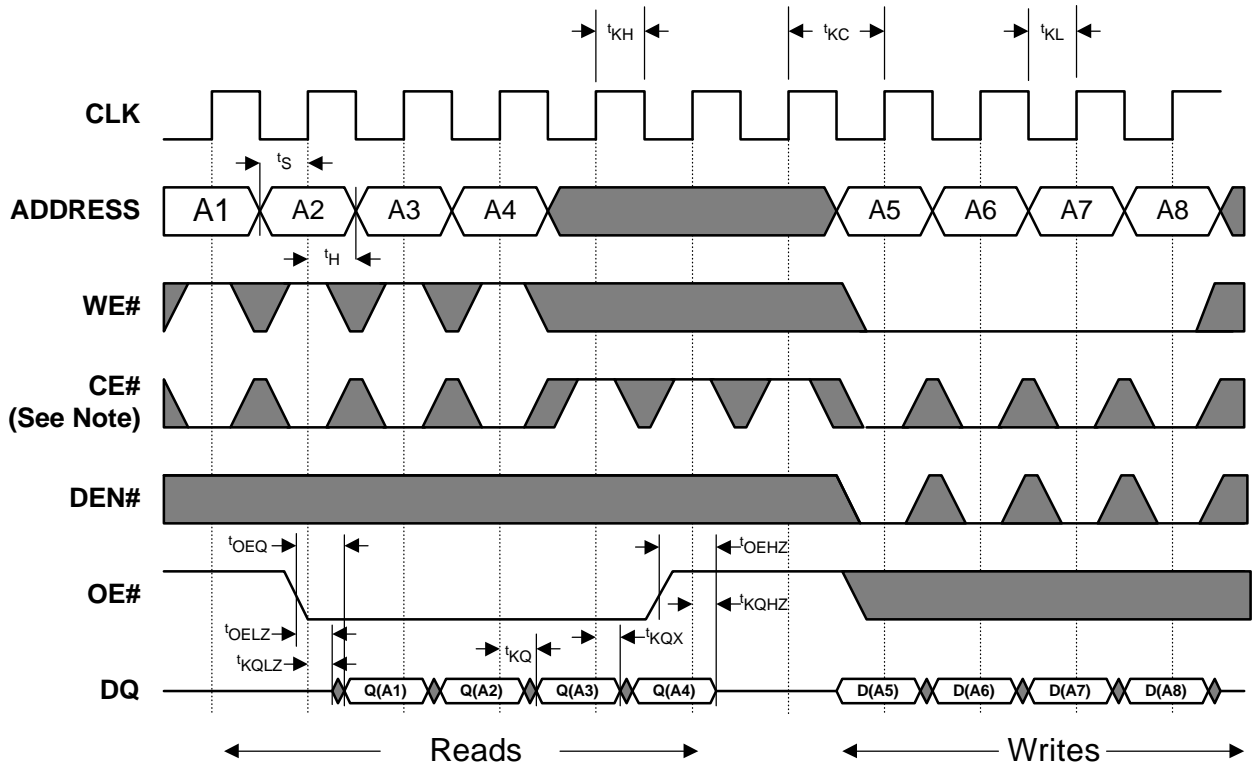 tKH
tKC
tKL
CLK
tS
ADDRESS
A1 A2 A3 A4 A5 A6 A7 A8
tH
WE#
CE#
(See Note)
DEN#
tOEQ
tOEHZ
OE#
tKQHZ
tOELZ
tKQX
tKQ
tKQLZ
DQ
Q(A1) Q(A2) Q(A3) Q(A4) D(A5) D(A6) D(A7) D(A8)
Reads Writes